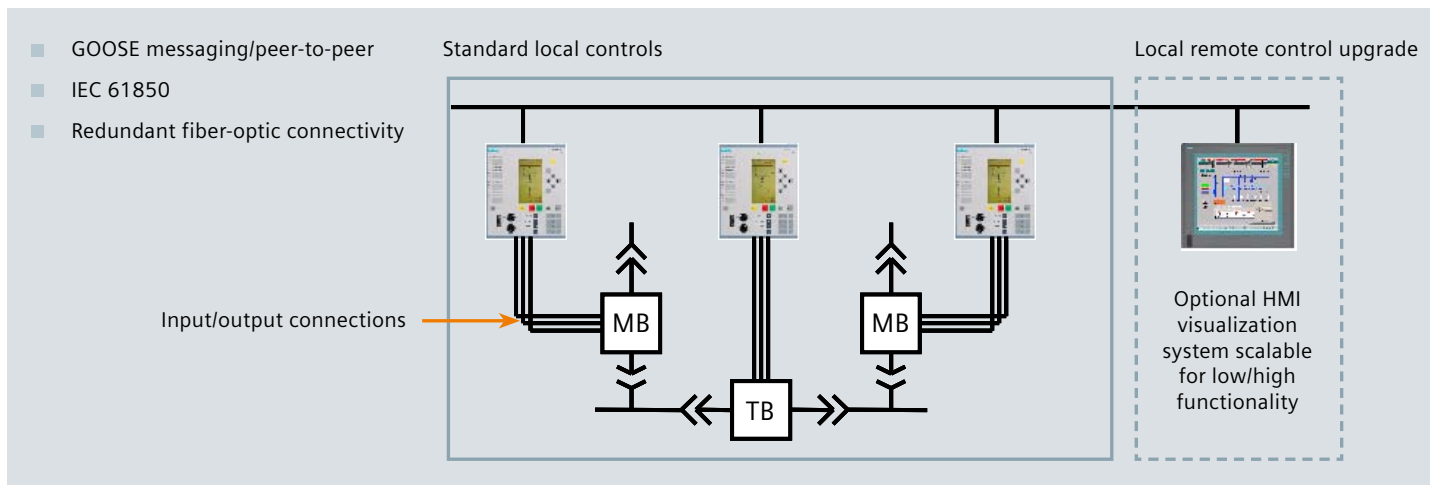 GOOSE messaging/peer-to-peer
IEC 61850
Redundant fiber-optic connectivity
Standard local controls
Local remote control upgrade
Input/output connections
MB
MB
TB
Optional HMI
visualization
system scalable
for low/high
functionality